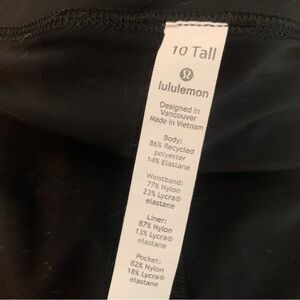 10 Tall
lululemon
Designed in
Vancouver
Made in Vietnam
Body:
86% Recycled
polyester
14% Elastane
Waistband:
77% Nylon
23% Lycra®
elastane
Liner:
87% Nylon
13% Lycra®
elastane
Pocket:
82% Nylon
18% Lycra®
elastane